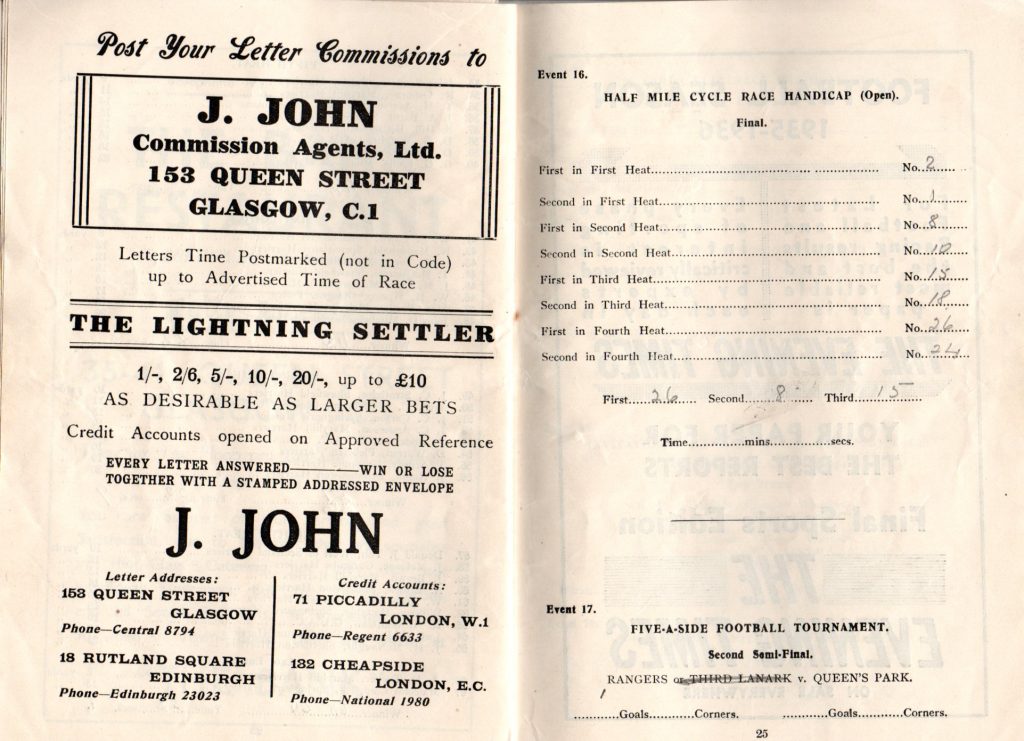 Post Your Letter Commissions to
J. JOHN
Commission Agents, Ltd.
153 QUEEN STREET
GLASGOW, C.1
Letters Time Postmarked (not in Code)
up to Advertised Time of Race
THE LIGHTNING SETTLER
1/-, 2/6, 5/-, 10/-, 20/-, up to £10
AS DESIRABLE AS LARGER BETS
Credit Accounts opened on Approved Reference
EVERY LETTER ANSWERED————WIN OR LOSE
TOGETHER WITH A STAMPED ADDRESSED ENVELOPE
J. JOHN
Letter Addresses:
153 QUEEN STREET
GLASGOW
Phone—Central 8794
18 RUTLAND SQUARE
EDINBURGH
Phone—Edinburgh 23023
Credit Accounts:
71 PICCADILLY
LONDON, W.1
Phone—Regent 6633
132 CHEAPSIDE
LONDON, E.C.
Phone—National 1980
Event 16.
HALF MILE CYCLE RACE HANDICAP (Open).
Final.
First in First Heat.................... No. 2
Second in First Heat.................... No. 1
First in Second Heat.................... No. 8
Second in Second Heat.................... No. 10
First in Third Heat.................... No. 15
Second in Third Heat.................... No. 18
First in Fourth Heat.................... No. 26
Second in Fourth Heat.................... No. 24
First.....26..... Second.....8..... Third.....15.....
Time............mins............secs.
Event 17.
FIVE-A-SIDE FOOTBALL TOURNAMENT.
Second Semi-Final.
RANGERS or THIRD LANARK v. QUEEN'S PARK.
............Goals............Corners. ............Goals............Corners.
25